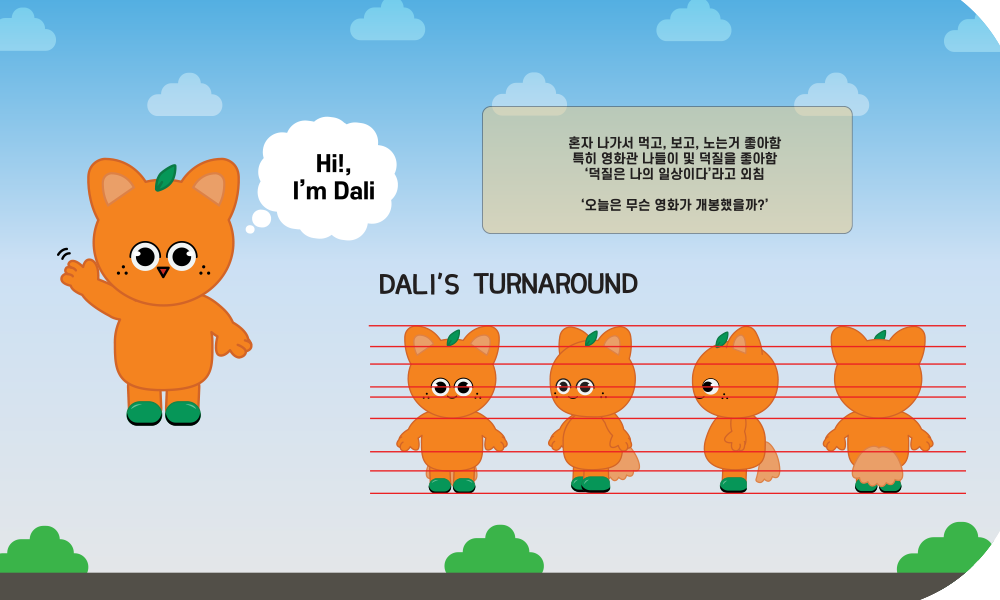 Hi!,
I'm Dali
혼자 나가서 먹고, 보고, 노는거 좋아함
특히 영화관 나들이 및 덕질을 좋아함
'덕질은 나의 일상이다'라고 외침
'오늘은 무슨 영화가 개봉했을까?'
DALI'S TURNAROUND